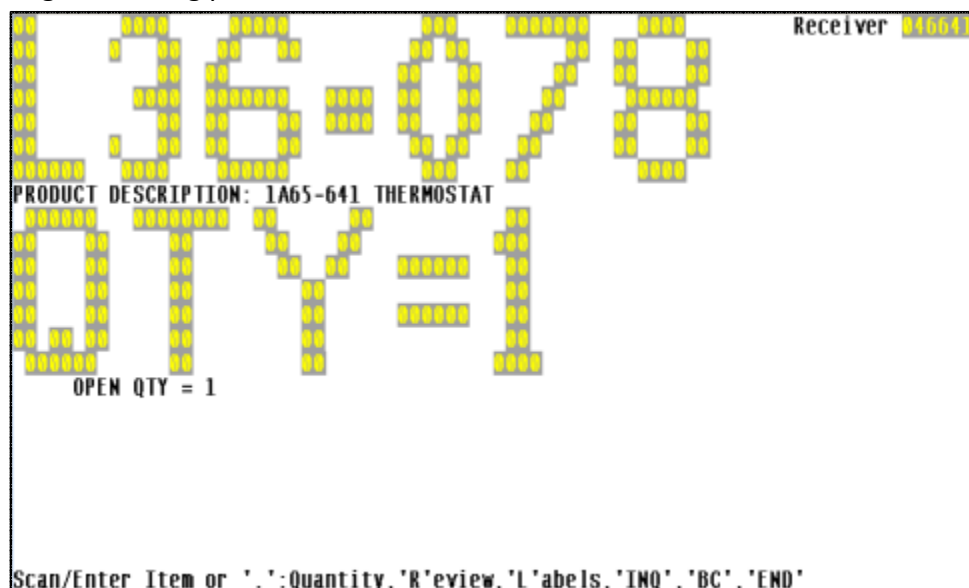 Receiver 046641
L36-078
PRODUCT DESCRIPTION: 1A65-641 THERMOSTAT
QTY=1
OPEN QTY = 1
Scan/Enter Item or '.':Quantity,'R'eview,'L'abels,'INQ','BC','END'